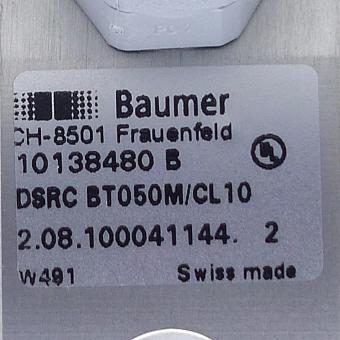 Baumer
CH-8501 Frauenfeld
10138480 B
DSRC BT050M/CL10
2.08.100041144. 2
W491 Swiss made